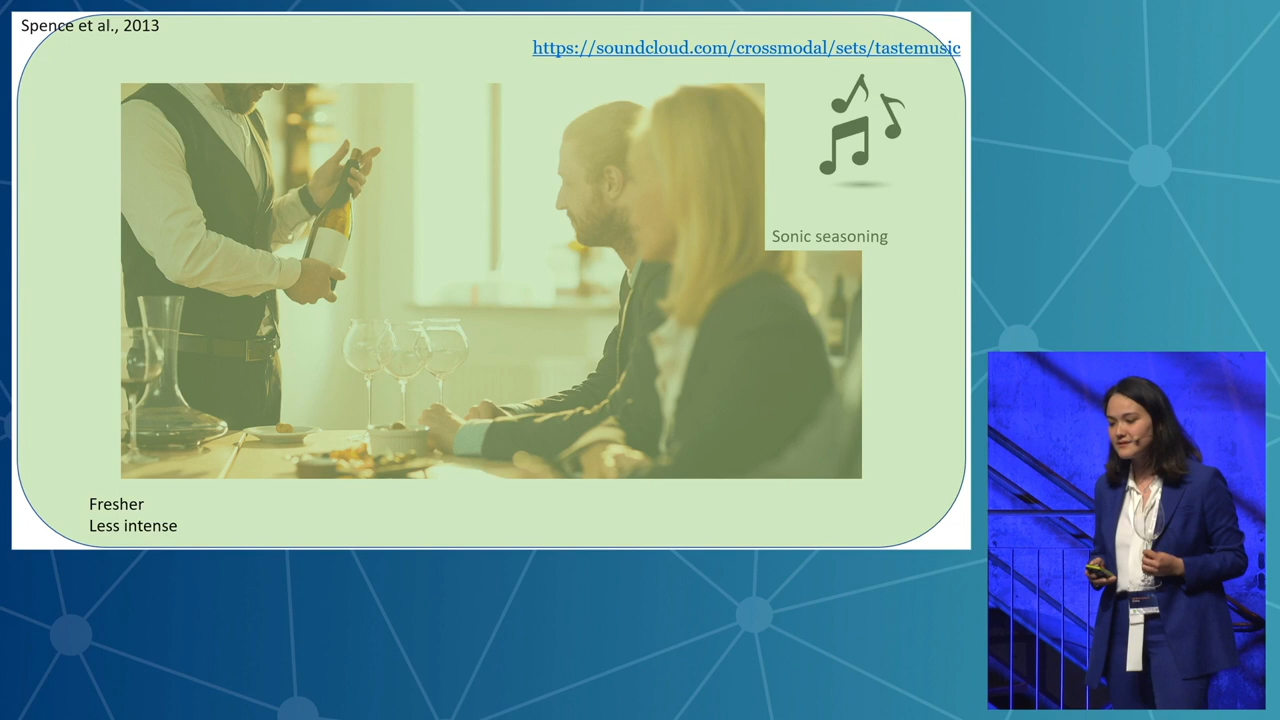 Spence et al., 2013
https://soundcloud.com/crossmodal/sets/tastemusic
Sonic seasoning
Fresher
Less intense